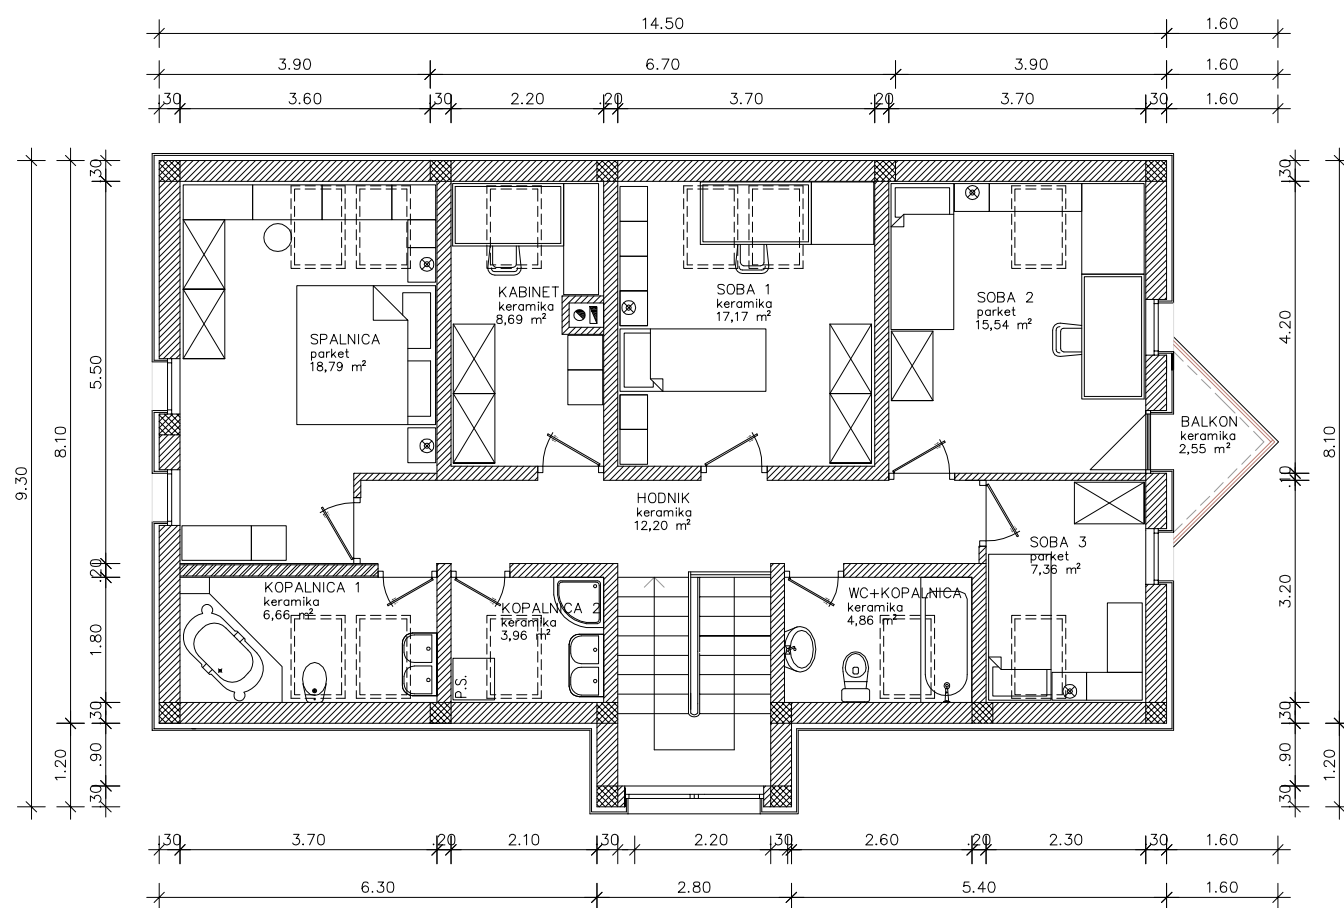 14.50 1.60
3.90 6.70 3.90 1.60
.30 3.60 .30 2.20 .20 3.70 .20 3.70 .30 1.60
9.30
8.10
1.20
.30
5.50
.20
1.80
.30
.90
.30
SPALNICA
parket
18,79 m²
KABINET
keramika
8,69 m²
SOBA 1
keramika
17,17 m²
SOBA 2
parket
15,54 m²
BALKON
keramika
2,55 m²
HODNIK
keramika
12,20 m²
SOBA 3
parket
7,36 m²
KOPALNICA 1
keramika
6,66 m²
KOPALNICA 2
keramika
3,96 m²
P.S.
WC+KOPALNICA
keramika
4,86 m²
.30
4.20
.10
3.20
.30
.90
.30
8.10
1.20
.30 3.70 .20 2.10 .30 2.20 .30 2.60 .20 2.30 .30 1.60
6.30 2.80 5.40 1.60